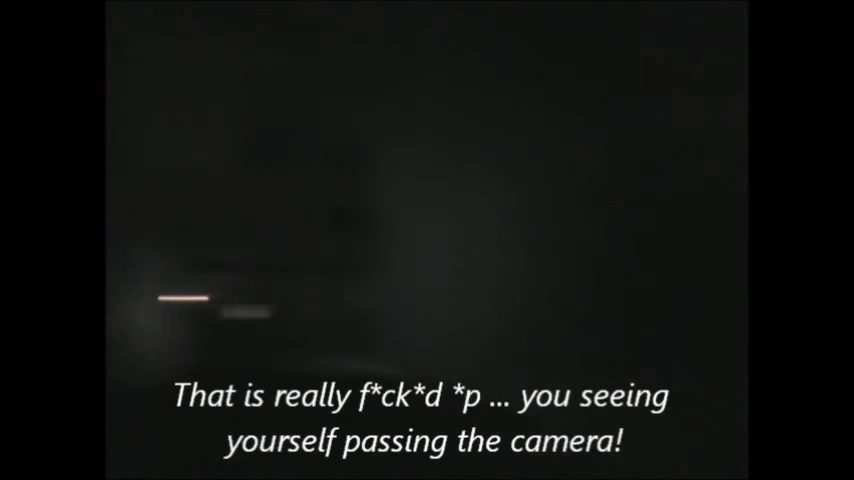 That is really f*ck*d *p ... you seeing
yourself passing the camera!